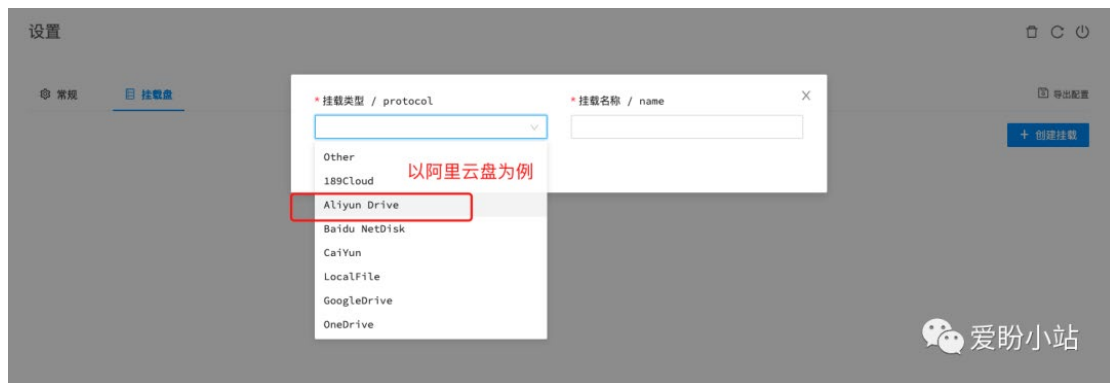 设置
常规
挂载盘
导出配置
* 挂载类型 / protocol
* 挂载名称 / name
X
+ 创建挂载
Other
以阿里云盘为例
189Cloud
Aliyun Drive
Baidu NetDisk
CaiYun
LocalFile
GoogleDrive
OneDrive
爱盼小站